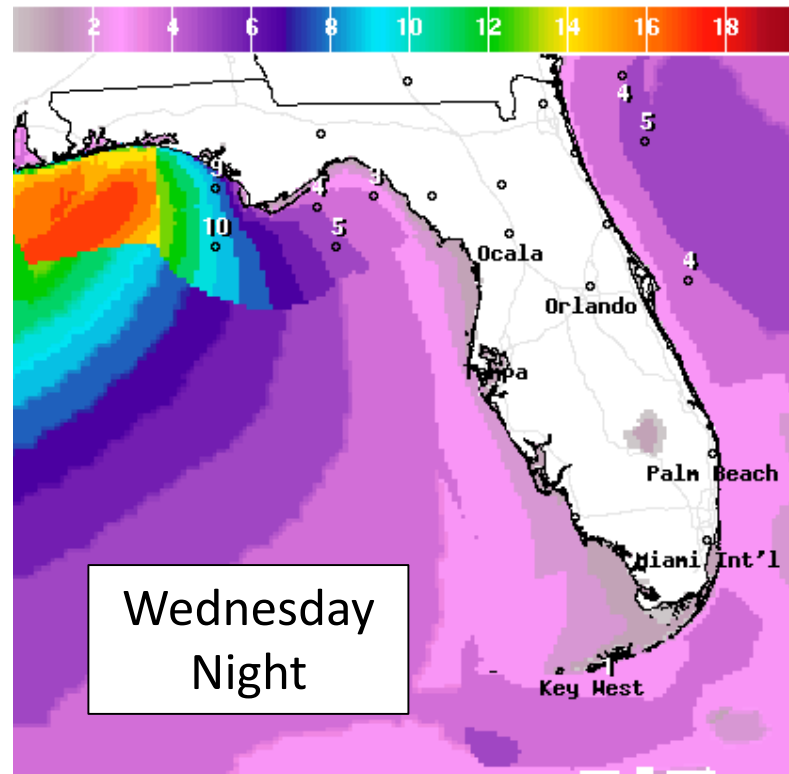 2 4 6 8 10 12 14 16 18
4
5
9
4 3
10 5
4
Ocala
Orlando
Tampa
Palm Beach
Miami Int'l
Wednesday
Night
Key West